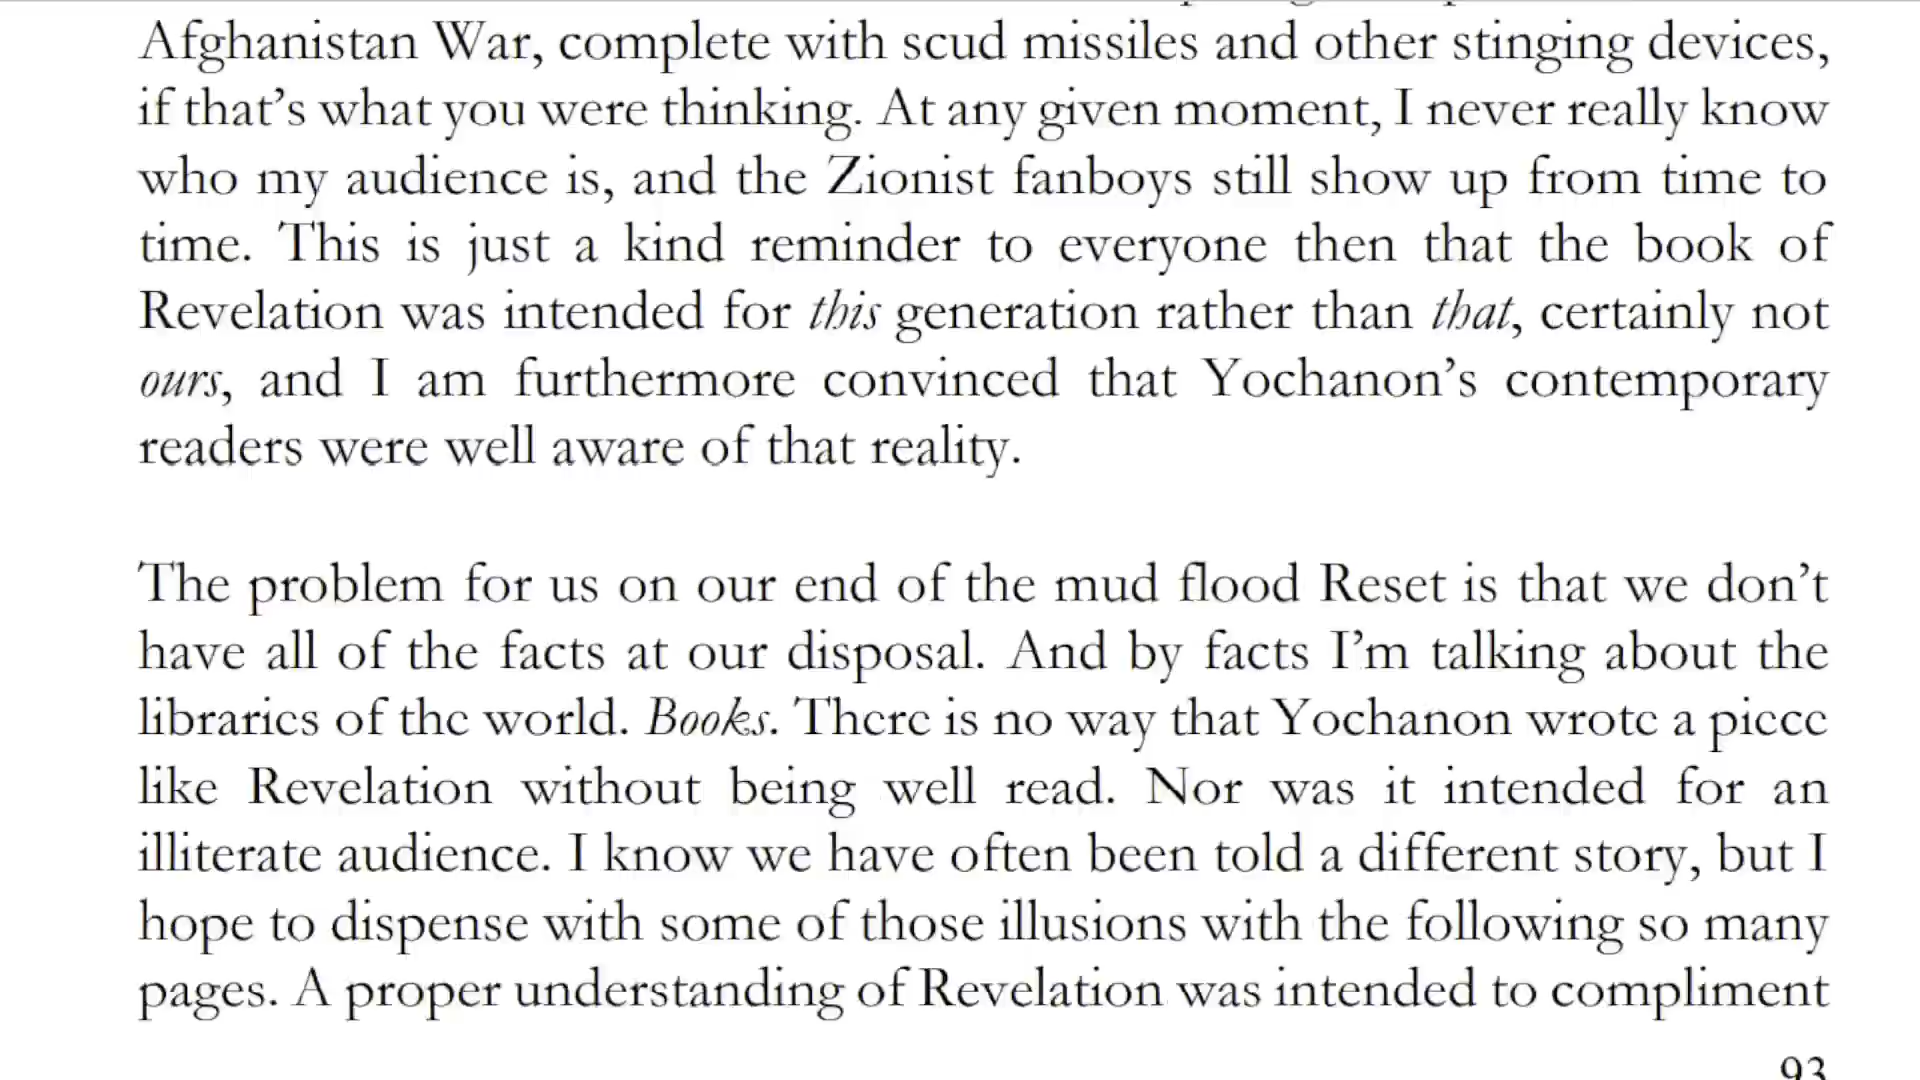 Afghanistan War, complete with scud missiles and other stinging devices,
if that’s what you were thinking. At any given moment, I never really know
who my audience is, and the Zionist fanboys still show up from time to
time. This is just a kind reminder to everyone then that the book of
Revelation was intended for this generation rather than that, certainly not
ours, and I am furthermore convinced that Yochanon’s contemporary
readers were well aware of that reality.
The problem for us on our end of the mud flood Reset is that we don’t
have all of the facts at our disposal. And by facts I’m talking about the
libraries of the world. Books. There is no way that Yochanon wrote a piece
like Revelation without being well read. Nor was it intended for an
illiterate audience. I know we have often been told a different story, but I
hope to dispense with some of those illusions with the following so many
pages. A proper understanding of Revelation was intended to compliment
93